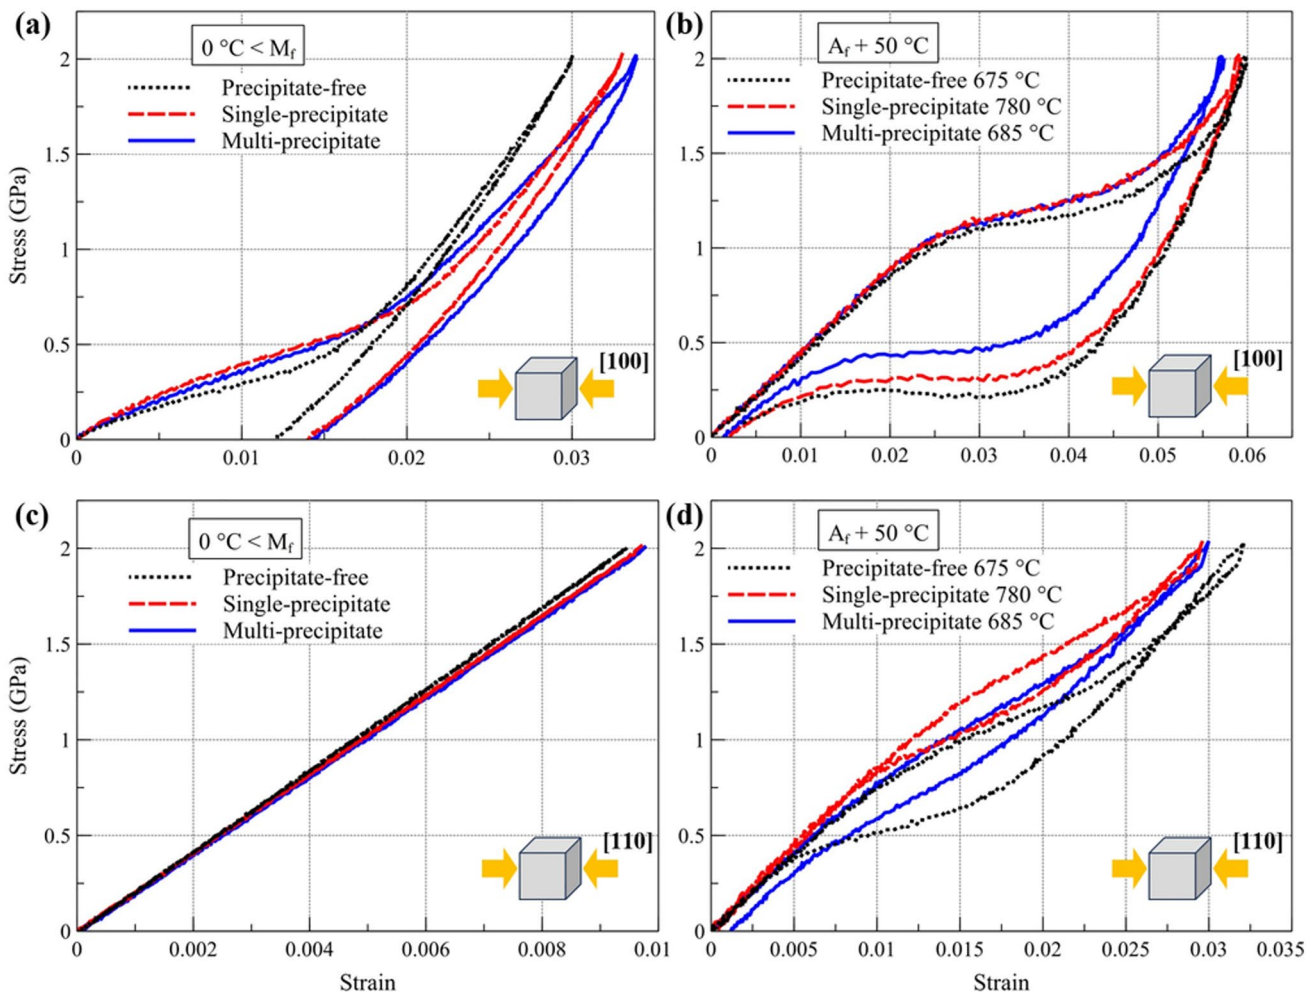 (a)
0 °C < Mf
Precipitate-free
Single-precipitate
Multi-precipitate
[100]
Stress (GPa)
2
1.5
1
0.5
0
0 0.01 0.02 0.03
(b)
Af + 50 °C
Precipitate-free 675 °C
Single-precipitate 780 °C
Multi-precipitate 685 °C
[100]
2
1.5
1
0.5
0
0 0.01 0.02 0.03 0.04 0.05 0.06
(c)
0 °C < Mf
Precipitate-free
Single-precipitate
Multi-precipitate
[110]
Stress (GPa)
2
1.5
1
0.5
0
0 0.002 0.004 0.006 0.008 0.01
Strain
(d)
Af + 50 °C
Precipitate-free 675 °C
Single-precipitate 780 °C
Multi-precipitate 685 °C
[110]
2
1.5
1
0.5
0
0 0.005 0.01 0.015 0.02 0.025 0.03 0.035
Strain